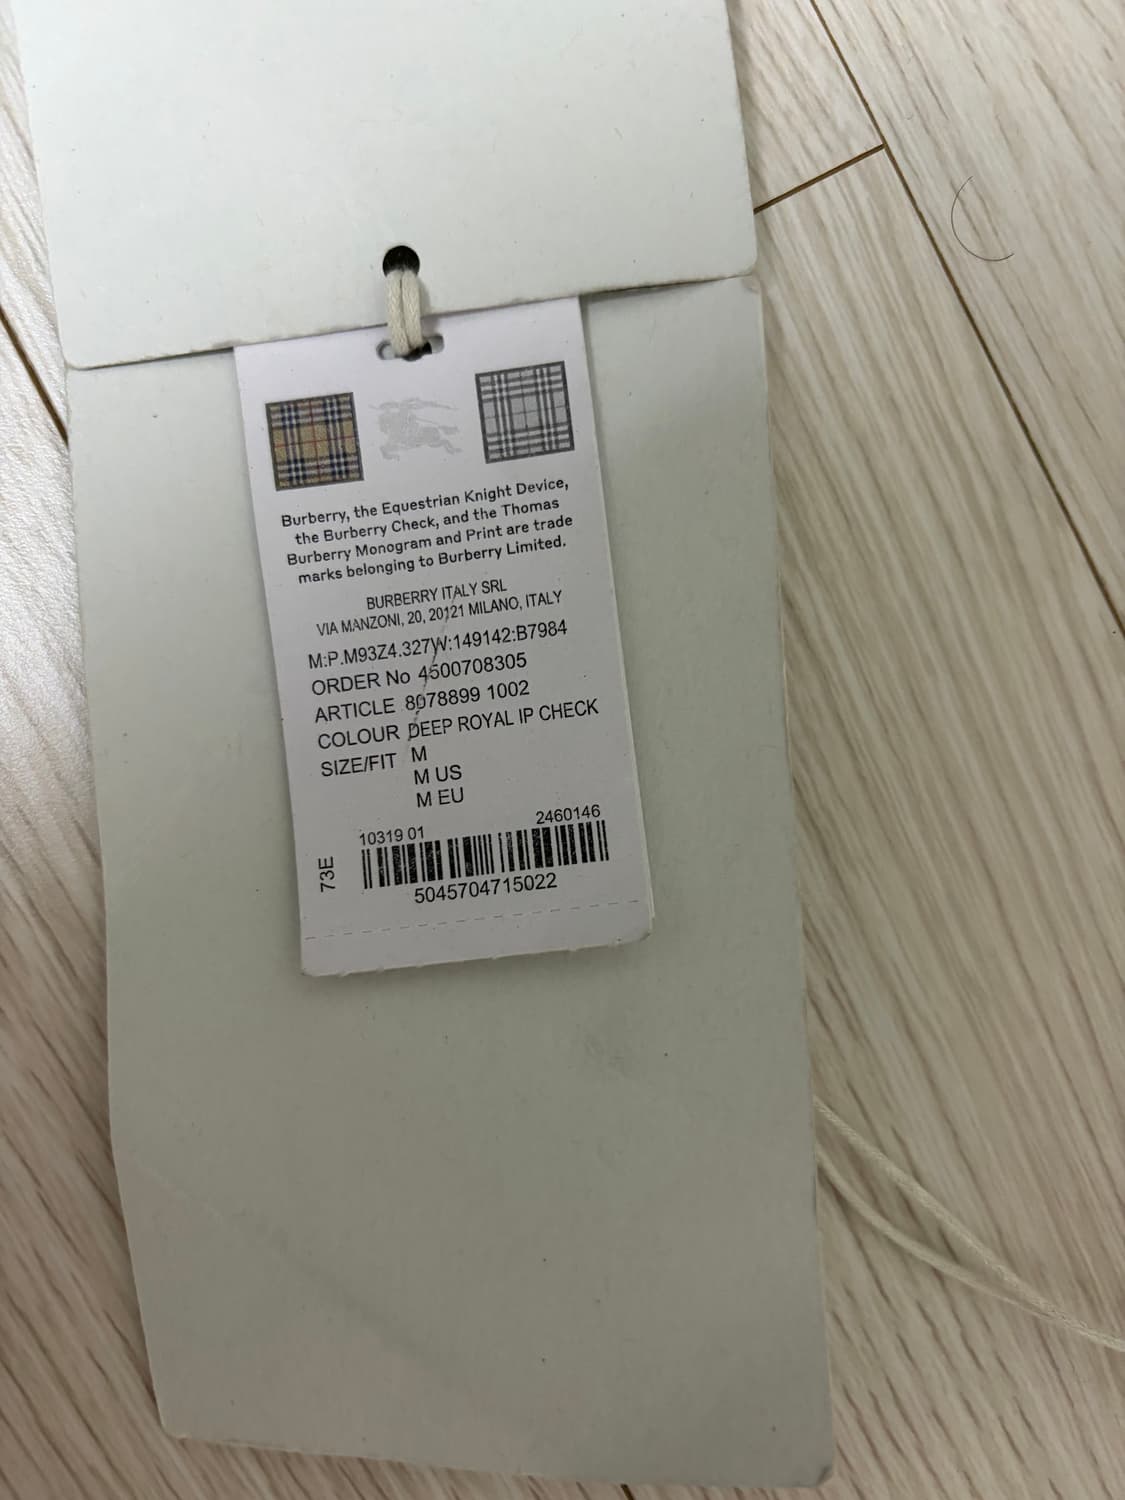 Burberry, the Equestrian Knight Device,
the Burberry Check, and the Thomas
Burberry Monogram and Print are trade
marks belonging to Burberry Limited.
BURBERRY ITALY SRL
VIA MANZONI, 20, 20121 MILANO, ITALY
M:P.M93Z4.327W:149142:B7984
ORDER No 4500708305
ARTICLE 8078899 1002
COLOUR DEEP ROYAL IP CHECK
SIZE/FIT M
M US
M EU
10319 01 2460146
73E
5045704715022